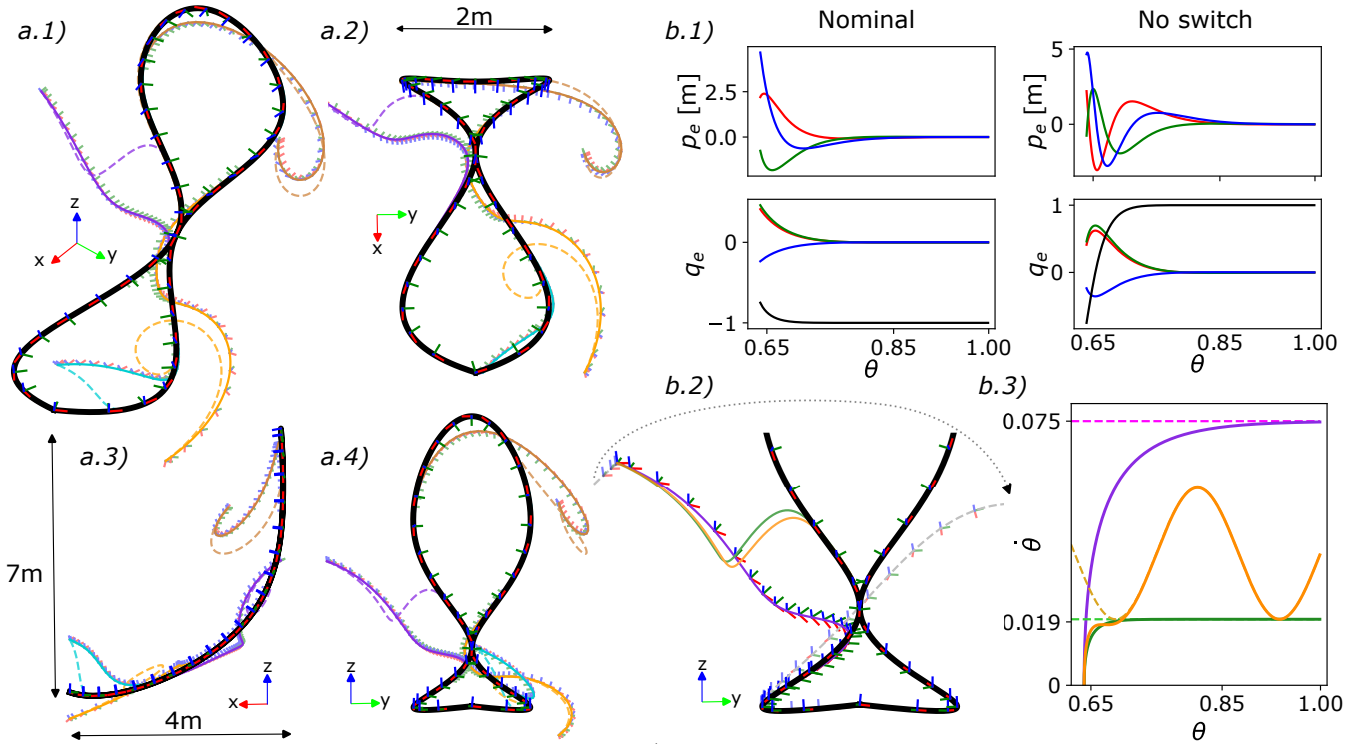 a.1)
z
x
y
a.2)
2m
y
x
a.3)
7m
z
x
4m
a.4)
z
y
b.1)
Nominal
No switch
p_e [m]
2.5
0.0
p_e [m]
5
0
q_e
0
−1
0.65
0.85
1.00
θ
q_e
1
0
0.65
0.85
1.00
θ
b.2)
z
y
b.3)
θ̇
0.075
0.019
0
0.65
0.85
1.00
θ